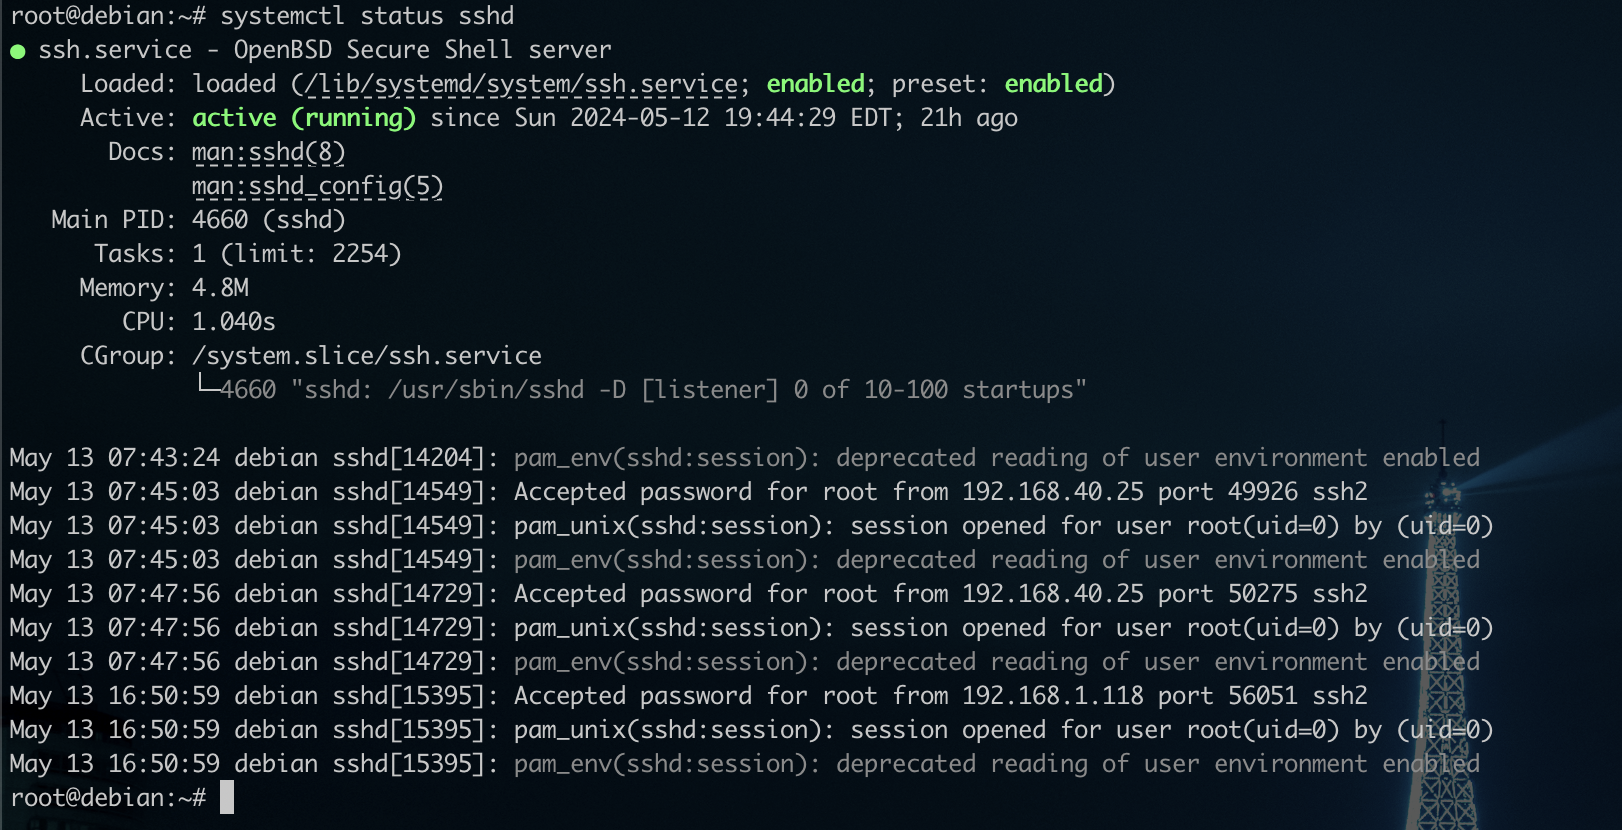 root@debian:~# systemctl status sshd
● ssh.service - OpenBSD Secure Shell server
Loaded: loaded (/lib/systemd/system/ssh.service; enabled; preset: enabled)
Active: active (running) since Sun 2024-05-12 19:44:29 EDT; 21h ago
Docs: man:sshd(8)
man:sshd_config(5)
Main PID: 4660 (sshd)
Tasks: 1 (limit: 2254)
Memory: 4.8M
CPU: 1.040s
CGroup: /system.slice/ssh.service
└─4660 "sshd: /usr/sbin/sshd -D [listener] 0 of 10-100 startups"
May 13 07:43:24 debian sshd[14204]: pam_env(sshd:session): deprecated reading of user environment enabled
May 13 07:45:03 debian sshd[14549]: Accepted password for root from 192.168.40.25 port 49926 ssh2
May 13 07:45:03 debian sshd[14549]: pam_unix(sshd:session): session opened for user root(uid=0) by (uid=0)
May 13 07:45:03 debian sshd[14549]: pam_env(sshd:session): deprecated reading of user environment enabled
May 13 07:47:56 debian sshd[14729]: Accepted password for root from 192.168.40.25 port 50275 ssh2
May 13 07:47:56 debian sshd[14729]: pam_unix(sshd:session): session opened for user root(uid=0) by (uid=0)
May 13 07:47:56 debian sshd[14729]: pam_env(sshd:session): deprecated reading of user environment enabled
May 13 16:50:59 debian sshd[15395]: Accepted password for root from 192.168.1.118 port 56051 ssh2
May 13 16:50:59 debian sshd[15395]: pam_unix(sshd:session): session opened for user root(uid=0) by (uid=0)
May 13 16:50:59 debian sshd[15395]: pam_env(sshd:session): deprecated reading of user environment enabled
root@debian:~#